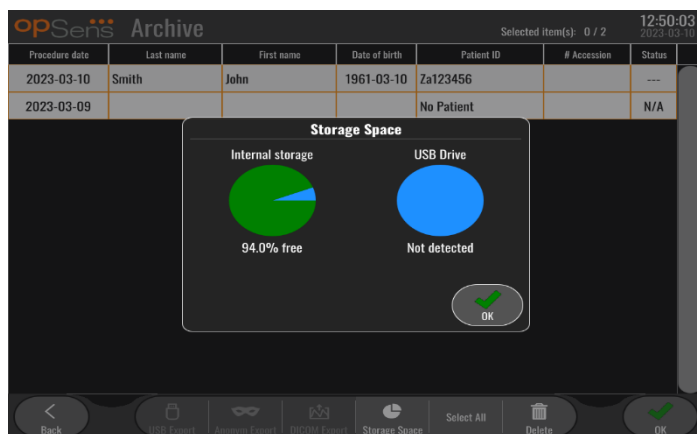 opSens Archive Selected item(s): 0 / 2 12:50:03
2023-03-10
Procedure date Last name First name Date of birth Patient ID # Accession Status
2023-03-10 Smith John 1961-03-10 Za123456 ---
2023-03-09 No Patient N/A
Storage Space
Internal storage USB Drive
94.0% free Not detected
OK
Back USB Export Anonym Export DICOM Export Storage Space Select All Delete OK